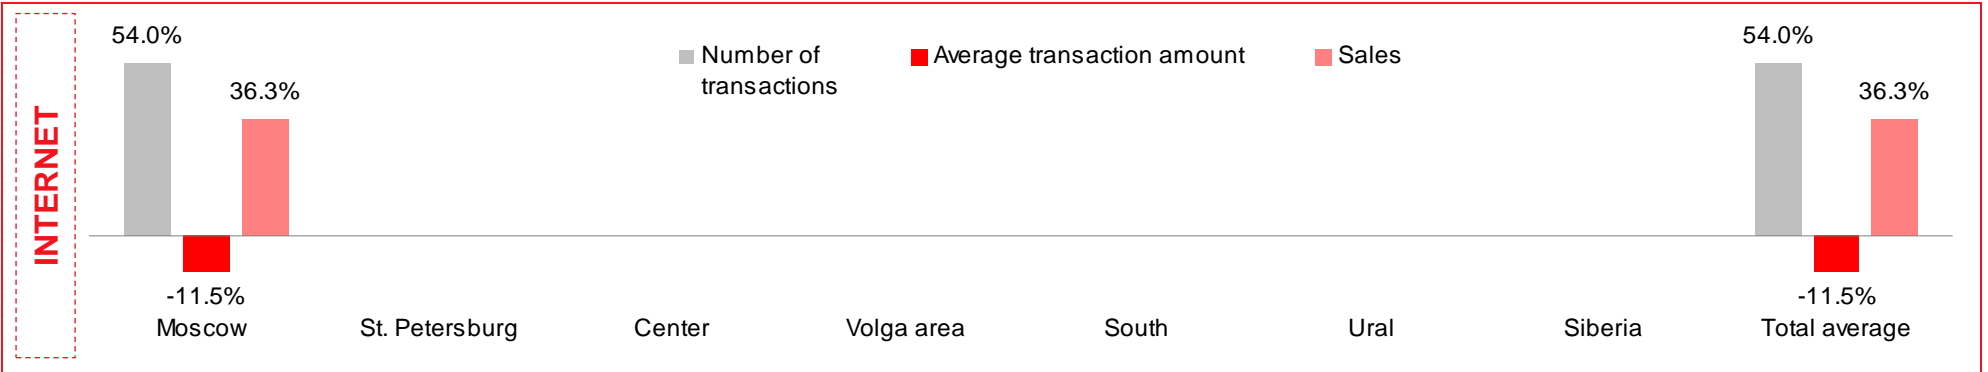 INTERNET
54.0%
36.3%
-11.5%
Number of
transactions
Average transaction amount
Sales
54.0%
36.3%
-11.5%
Moscow
St. Petersburg
Center
Volga area
South
Ural
Siberia
Total average